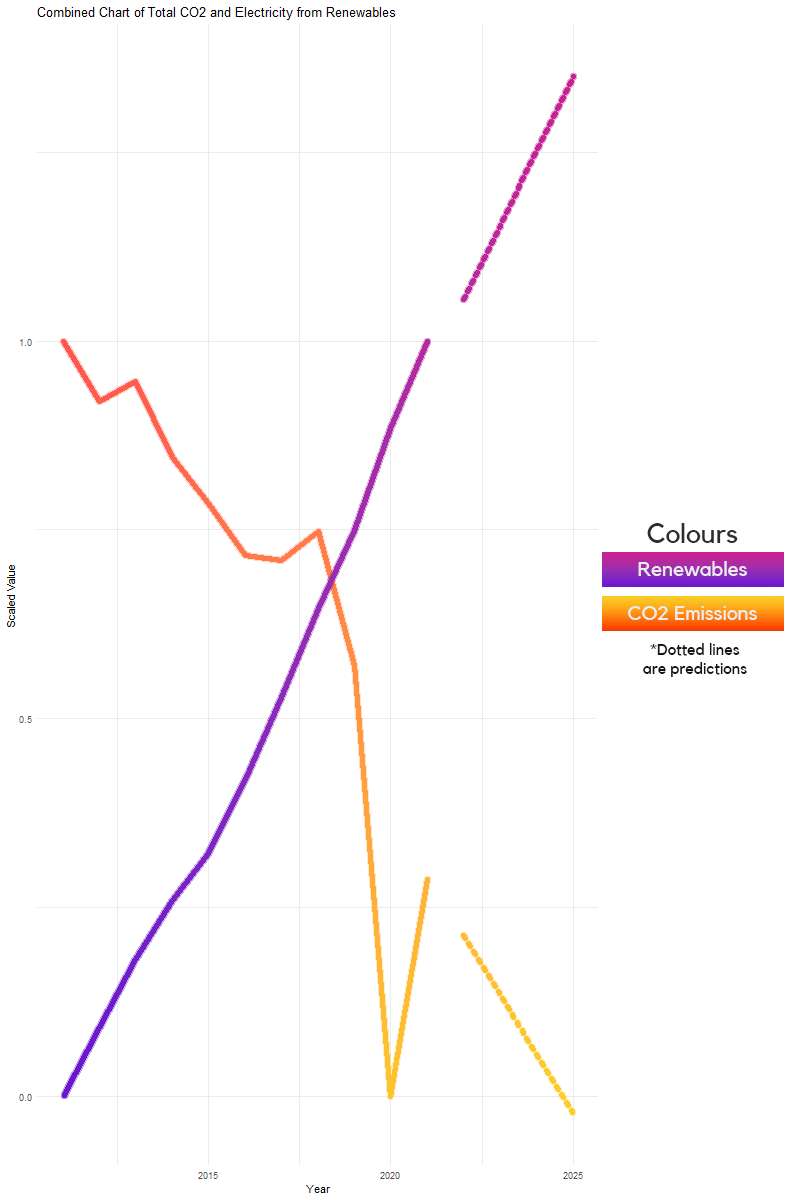 Combined Chart of Total CO2 and Electricity from Renewables
1.0
0.5
0.0
Scaled Value
2015
2020
2025
Year
Colours
Renewables
CO2 Emissions
*Dotted lines
are predictions